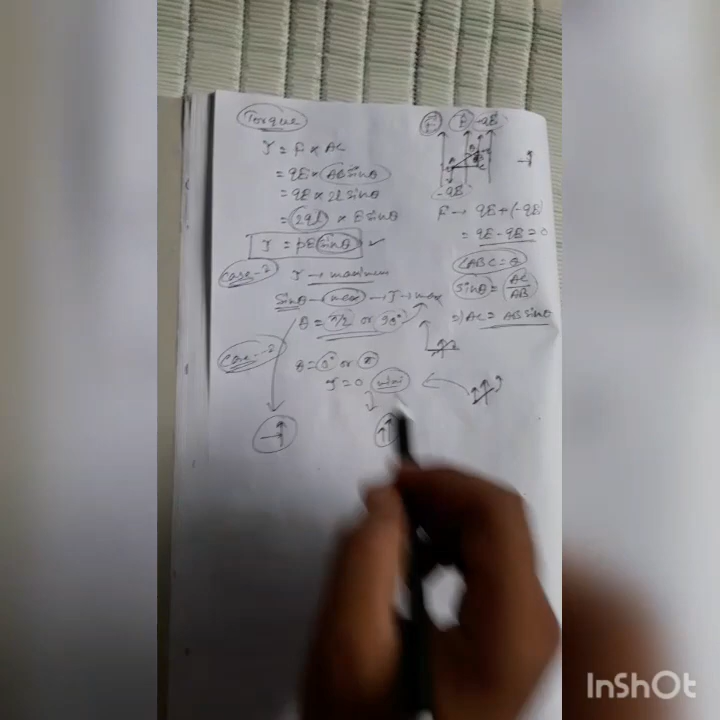 Torque
τ = F × AC
= qE × AB sinθ
= qE × 2l sinθ
= (2ql) × E sinθ
τ = pE sinθ ✓
Case-1
τ → maximum
sinθ → max → τ → max
θ = π/2 or 90°
Case-2
θ = 0° or π
τ = 0 mini
E
-qE
F → qE + (-qE)
= qE - qE = 0
∠ABC = θ
sinθ = AC/AB
⇒ AC = AB sinθ
InShOt